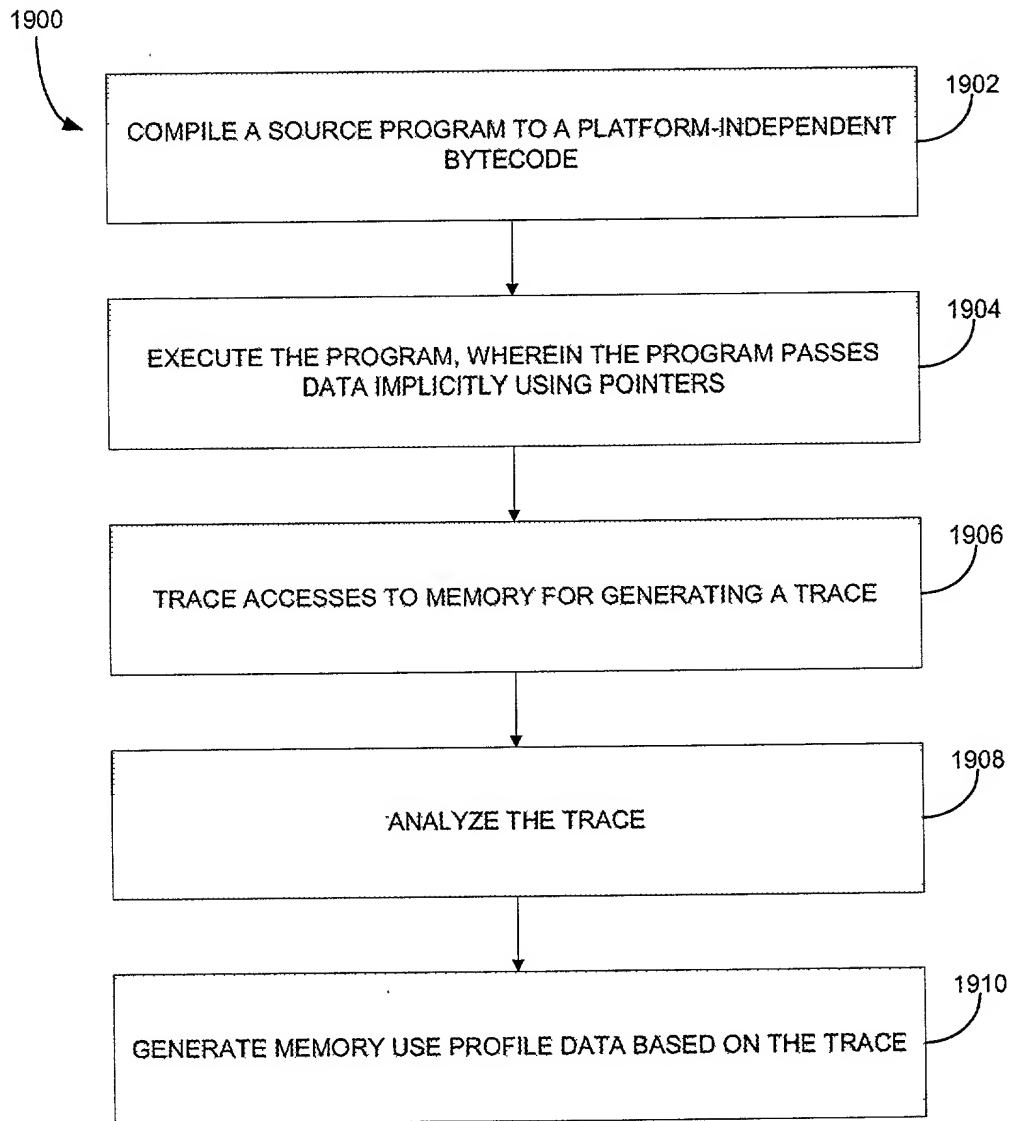 1900
1902
COMPILE A SOURCE PROGRAM TO A PLATFORM-INDEPENDENT
BYTECODE
1904
EXECUTE THE PROGRAM, WHEREIN THE PROGRAM PASSES
DATA IMPLICITLY USING POINTERS
1906
TRACE ACCESSES TO MEMORY FOR GENERATING A TRACE
1908
ANALYZE THE TRACE
1910
GENERATE MEMORY USE PROFILE DATA BASED ON THE TRACE